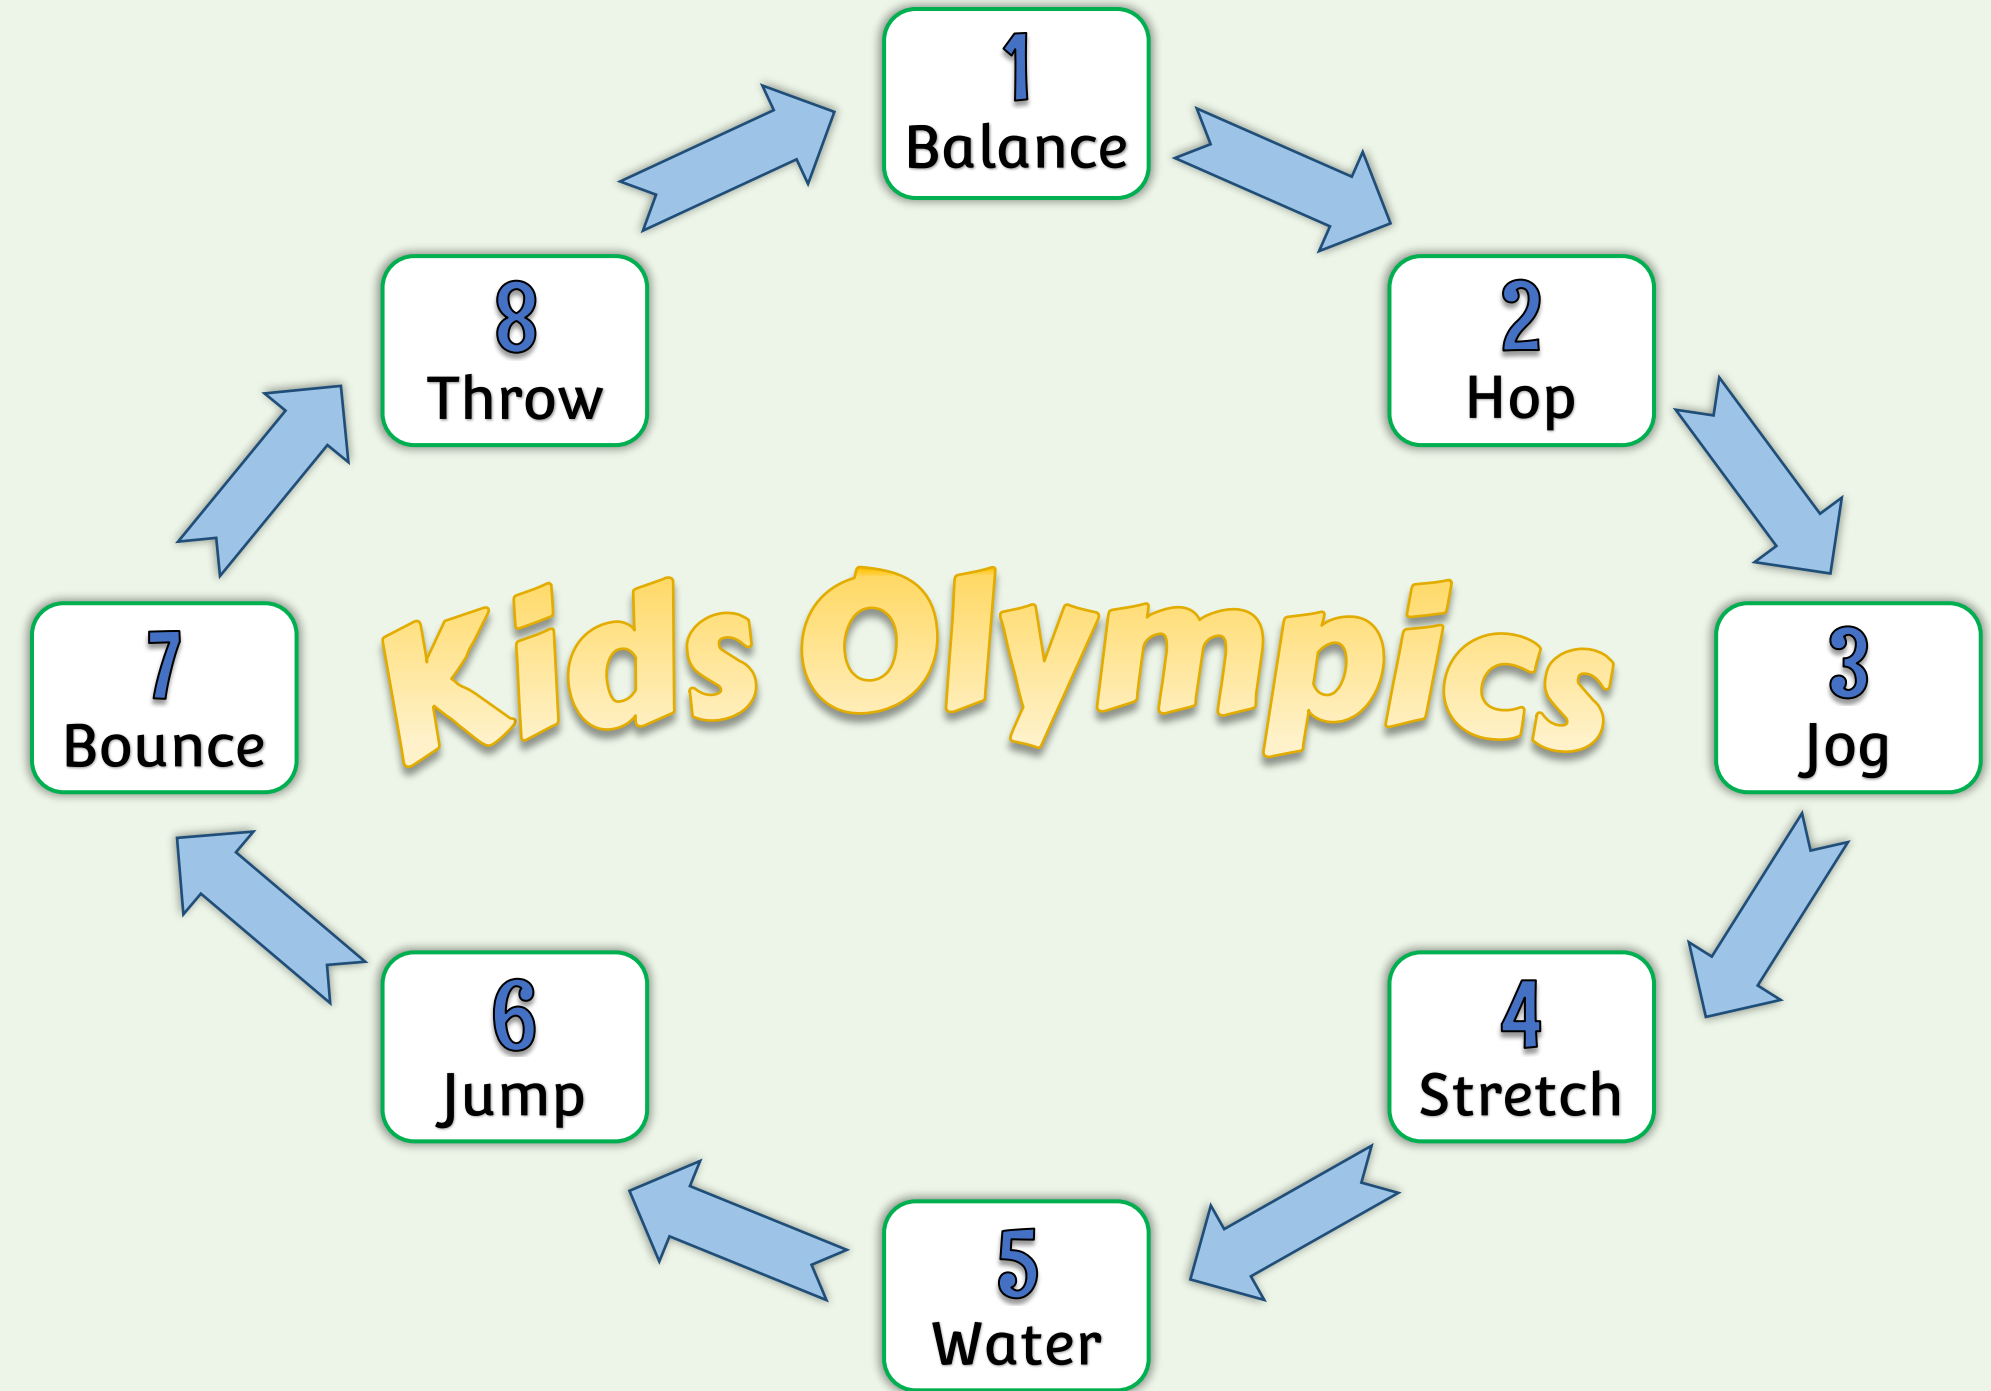 1
Balance
2
Hop
3
Jog
4
Stretch
5
Water
6
Jump
7
Bounce
8
Throw
Kids Olympics